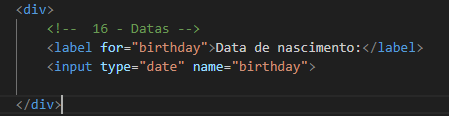 <div>
<!--  16 - Datas -->
<label for="birthday">Data de nascimento:</label>
<input type="date" name="birthday">
</div>